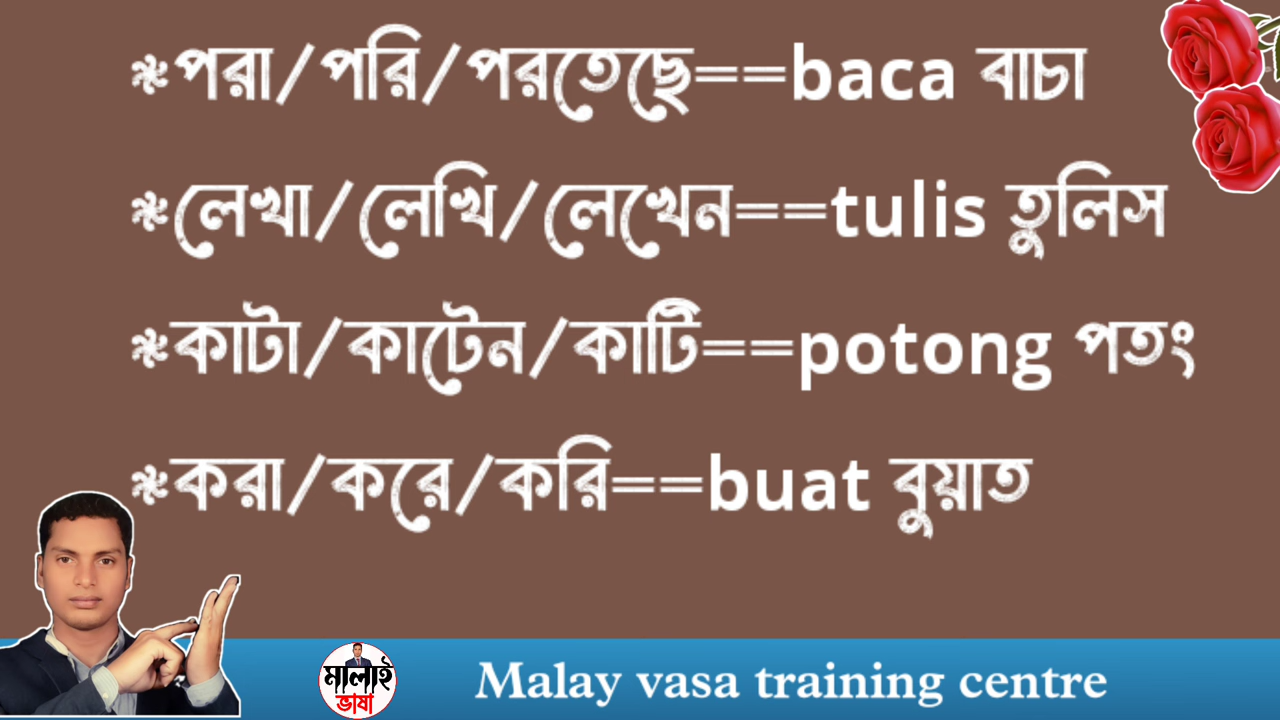 *পরা/পরি/পরতেছে==baca বাচা
*লেখা/লেখি/লেখেন==tulis তুলিস
*কাটা/কাটেন/কাটি==potong পতং
*করা/করে/করি==buat বুয়াত
মালাই
ভাষা
Malay vasa training centre